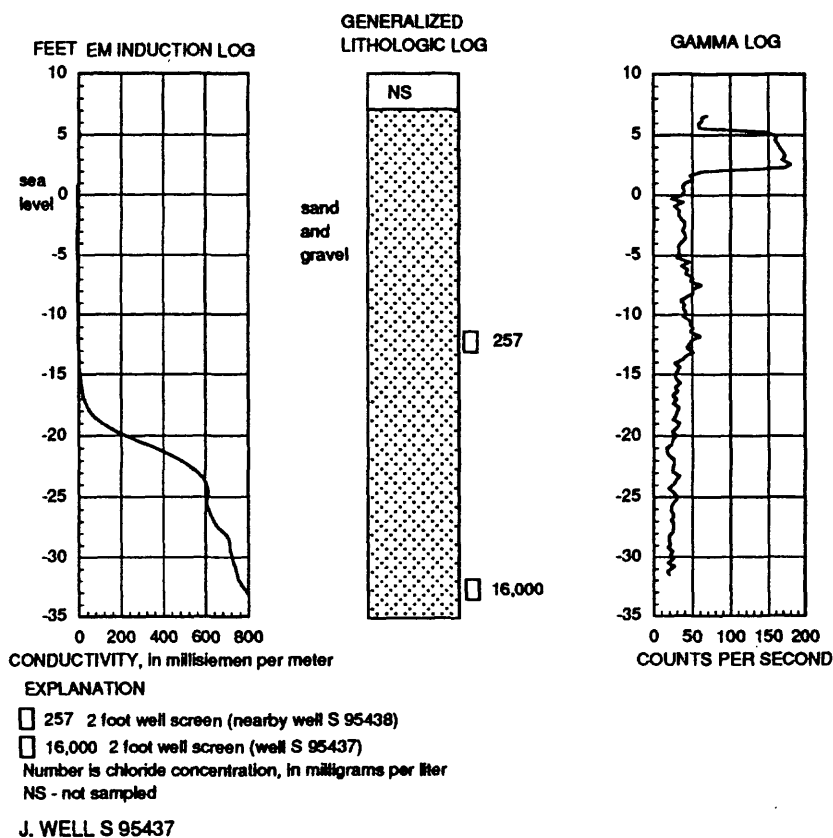 GENERALIZED
FEET EM INDUCTION LOG
LITHOLOGIC LOG
GAMMA LOG
10
5
sea
level
0
-5
-10
-15
-20
-25
-30
-35
0 200 400 600 800
CONDUCTIVITY, in millisiemen per meter
NS
sand
and
gravel
257
16,000
10
5
0
-5
-10
-15
-20
-25
-30
-35
0 50 100 150 200
COUNTS PER SECOND
EXPLANATION
257 2 foot well screen (nearby well S 95438)
16,000 2 foot well screen (well S 95437)
Number is chloride concentration, in milligrams per liter
NS - not sampled
J. WELL S 95437